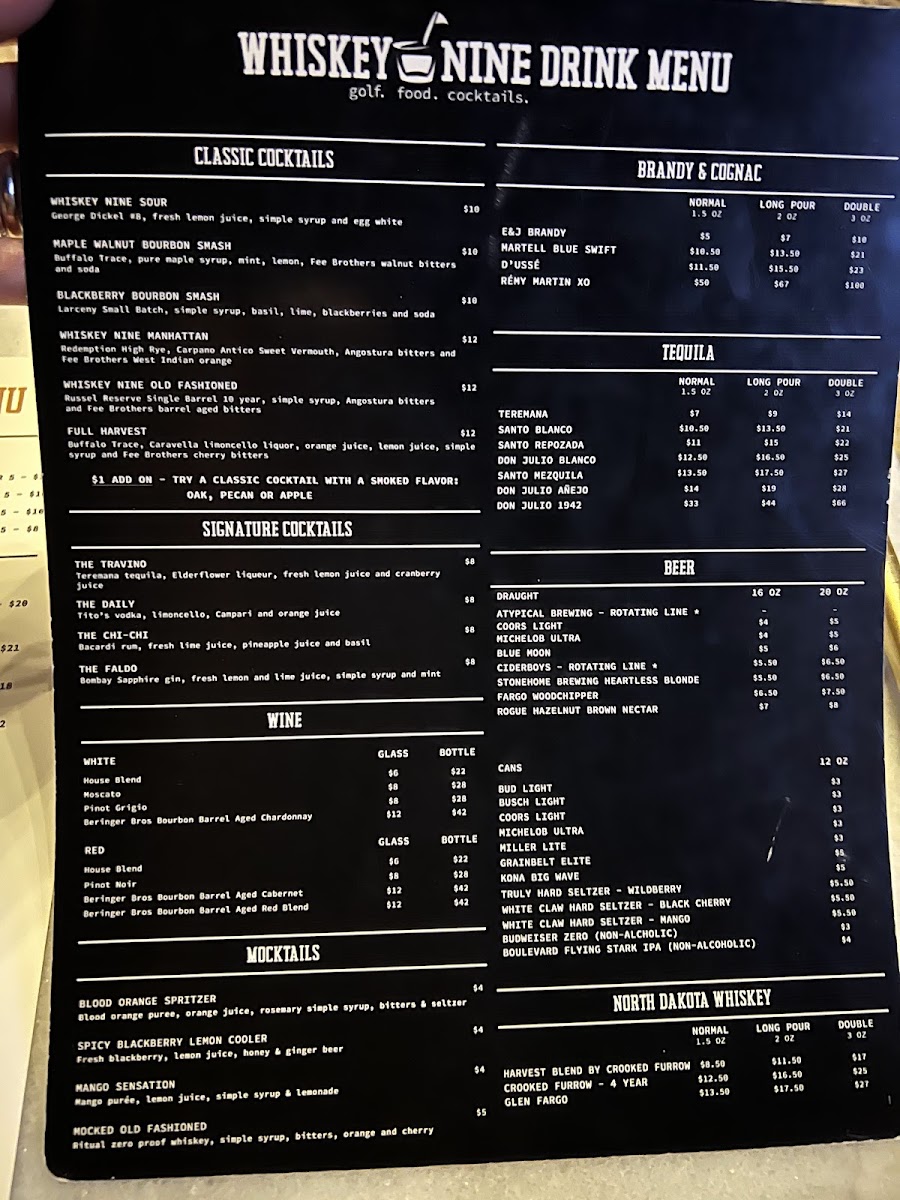 WHISKEY NINE DRINK MENU
golf. food. cocktails.
CLASSIC COCKTAILS
WHISKEY NINE SOUR $10
George Dickel #8, fresh lemon juice, simple syrup and egg white
MAPLE WALNUT BOURBON SMASH $10
Buffalo Trace, pure maple syrup, mint, lemon, Fee Brothers walnut bitters
and soda
BLACKBERRY BOURBON SMASH $10
Larceny Small Batch, simple syrup, basil, lime, blackberries and soda
WHISKEY NINE MANHATTAN $12
Redemption High Rye, Carpano Antico Sweet Vermouth, Angostura bitters and
Fee Brothers West Indian orange
WHISKEY NINE OLD FASHIONED $12
Russel Reserve Single Barrel 10 year, simple syrup, Angostura bitters
and Fee Brothers barrel aged bitters
FULL HARVEST $12
Buffalo Trace, Caravella limoncello liquor, orange juice, lemon juice, simple
syrup and Fee Brothers cherry bitters
$1 ADD ON - TRY A CLASSIC COCKTAIL WITH A SMOKED FLAVOR:
OAK, PECAN OR APPLE
SIGNATURE COCKTAILS
THE TRAVINO $8
Teremana tequila, Elderflower liqueur, fresh lemon juice and cranberry
juice
THE DAILY $8
Tito's vodka, limoncello, Campari and orange juice
THE CHI-CHI $8
Bacardi rum, fresh lime juice, pineapple juice and basil
THE FALDO $8
Bombay Sapphire gin, fresh lemon and lime juice, simple syrup and mint
WINE
WHITE GLASS BOTTLE
House Blend $6 $22
Moscato $8 $28
Pinot Grigio $8 $28
Beringer Bros Bourbon Barrel Aged Chardonnay $12 $42
RED GLASS BOTTLE
House Blend $6 $22
Pinot Noir $8 $28
Beringer Bros Bourbon Barrel Aged Cabernet $12 $42
Beringer Bros Bourbon Barrel Aged Red Blend $12 $42
MOCKTAILS
BLOOD ORANGE SPRITZER $4
Blood orange puree, orange juice, rosemary simple syrup, bitters & seltzer
SPICY BLACKBERRY LEMON COOLER $4
Fresh blackberry, lemon juice, honey & ginger beer
MANGO SENSATION $4
Mango purée, lemon juice, simple syrup & lemonade
MOCKED OLD FASHIONED $5
Ritual zero proof whiskey, simple syrup, bitters, orange and cherry
BRANDY & COGNAC
NORMAL LONG POUR DOUBLE
1.5 OZ 2 OZ 3 OZ
E&J BRANDY $5 $7 $10
MARTELL BLUE SWIFT $10.50 $13.50 $21
D'USSÉ $11.50 $15.50 $23
RÉMY MARTIN XO $50 $67 $100
TEQUILA
NORMAL LONG POUR DOUBLE
1.5 OZ 2 OZ 3 OZ
TEREMANA $7 $9 $14
SANTO BLANCO $10.50 $13.50 $21
SANTO REPOZADA $11 $15 $22
DON JULIO BLANCO $12.50 $16.50 $25
SANTO MEZQUILA $13.50 $17.50 $27
DON JULIO AÑEJO $14 $19 $28
DON JULIO 1942 $33 $44 $66
BEER
DRAUGHT 16 OZ 20 OZ
ATYPICAL BREWING - ROTATING LINE * - -
COORS LIGHT $4 $5
MICHELOB ULTRA $4 $5
BLUE MOON $5 $6
CIDERBOYS - ROTATING LINE * $5.50 $6.50
STONEHOME BREWING HEARTLESS BLONDE $5.50 $6.50
FARGO WOODCHIPPER $6.50 $7.50
ROGUE HAZELNUT BROWN NECTAR $7 $8
CANS 12 OZ
BUD LIGHT $3
BUSCH LIGHT $3
COORS LIGHT $3
MICHELOB ULTRA $3
MILLER LITE $3
GRAINBELT ELITE $5
KONA BIG WAVE $5
TRULY HARD SELTZER - WILDBERRY $5.50
WHITE CLAW HARD SELTZER - BLACK CHERRY $5.50
WHITE CLAW HARD SELTZER - MANGO $5.50
BUDWEISER ZERO (NON-ALCHOLIC) $3
BOULEVARD FLYING STARK IPA (NON-ALCOHOLIC) $4
NORTH DAKOTA WHISKEY
NORMAL LONG POUR DOUBLE
1.5 OZ 2 OZ 3 OZ
HARVEST BLEND BY CROOKED FURROW $8.50 $11.50 $17
CROOKED FURROW - 4 YEAR $12.50 $16.50 $25
GLEN FARGO $13.50 $17.50 $27